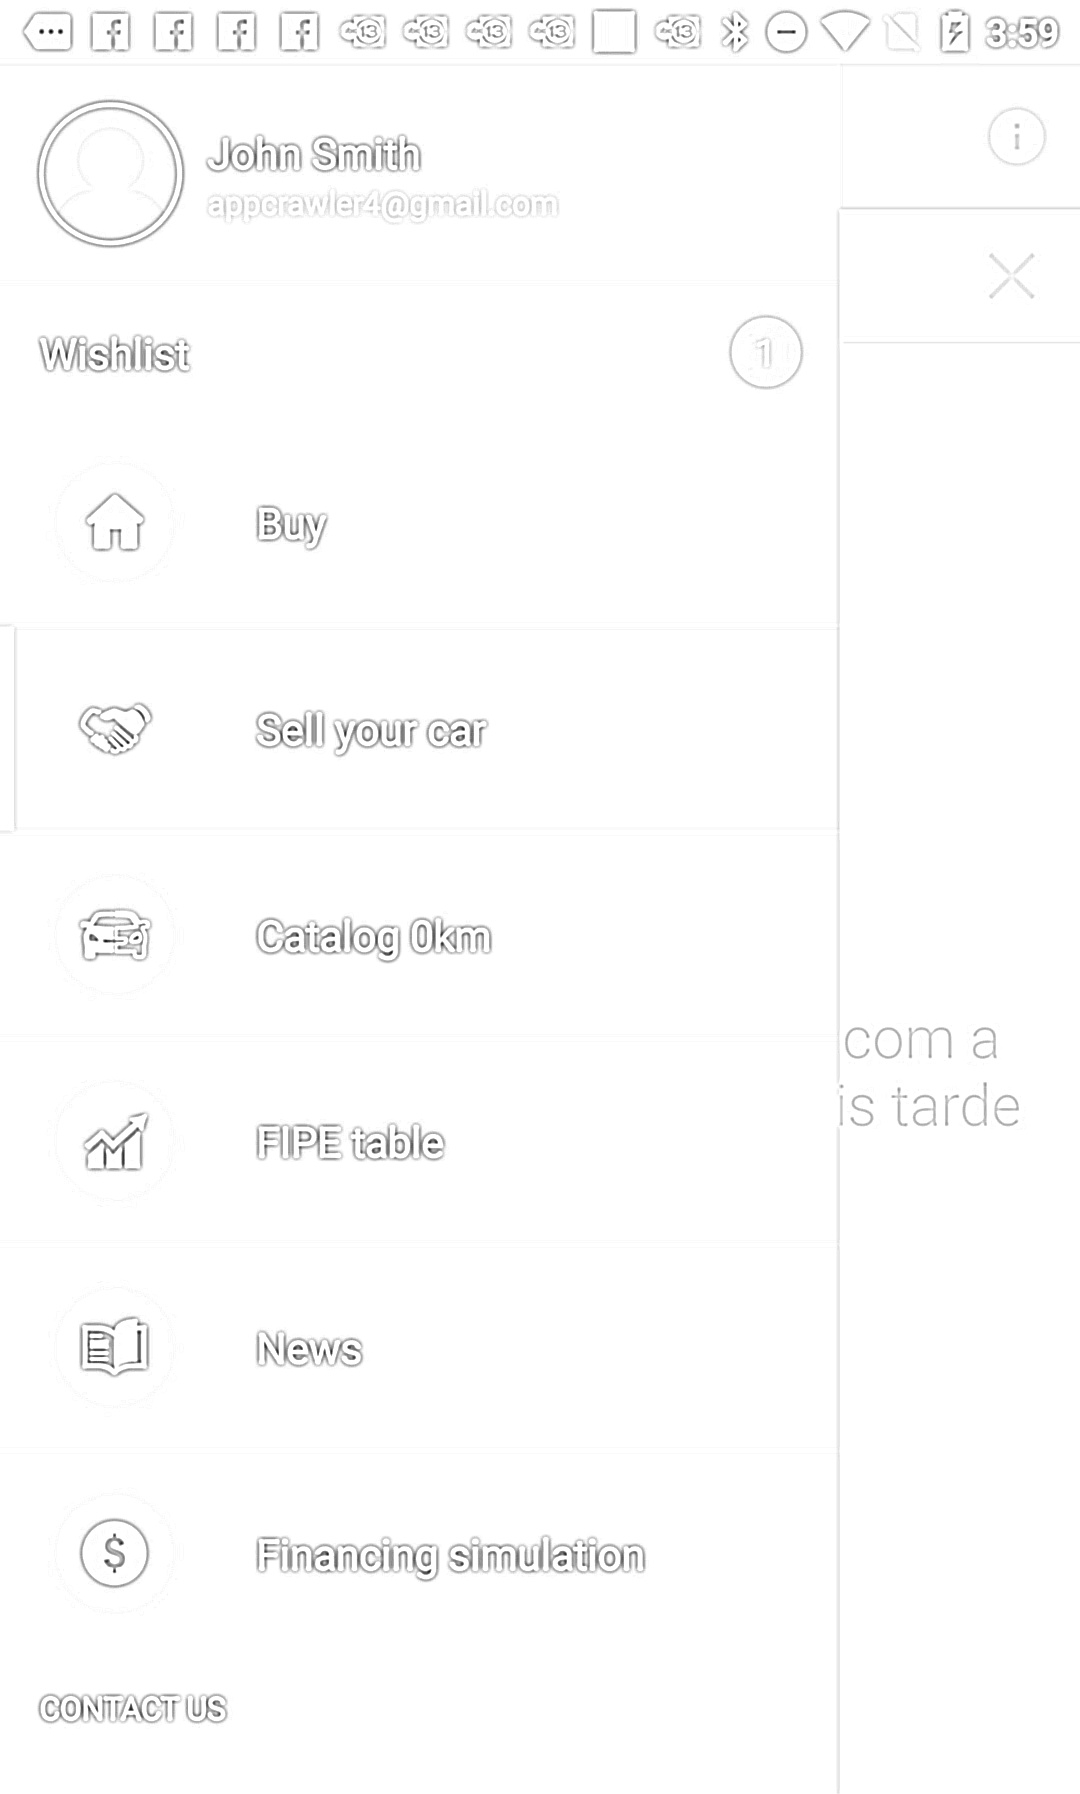 3:59
John Smith
appcrawler4@gmail.com
Wishlist
1
Buy
Sell your car
Catalog 0km
com a
is tarde
FIPE table
News
Financing simulation
CONTACT US